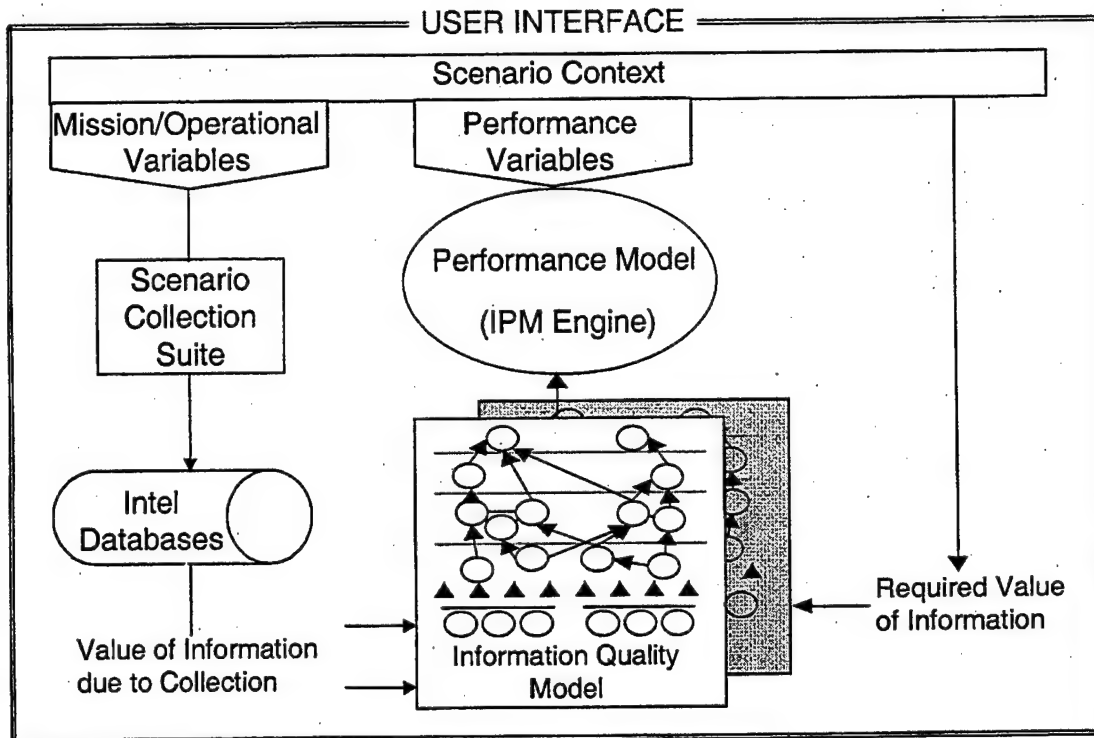 USER INTERFACE
Scenario Context
Mission/Operational
Variables
Performance
Variables
Performance Model
(IPM Engine)
Scenario
Collection
Suite
Intel
Databases
Required Value
of Information
Value of Information
due to Collection
Information Quality
Model